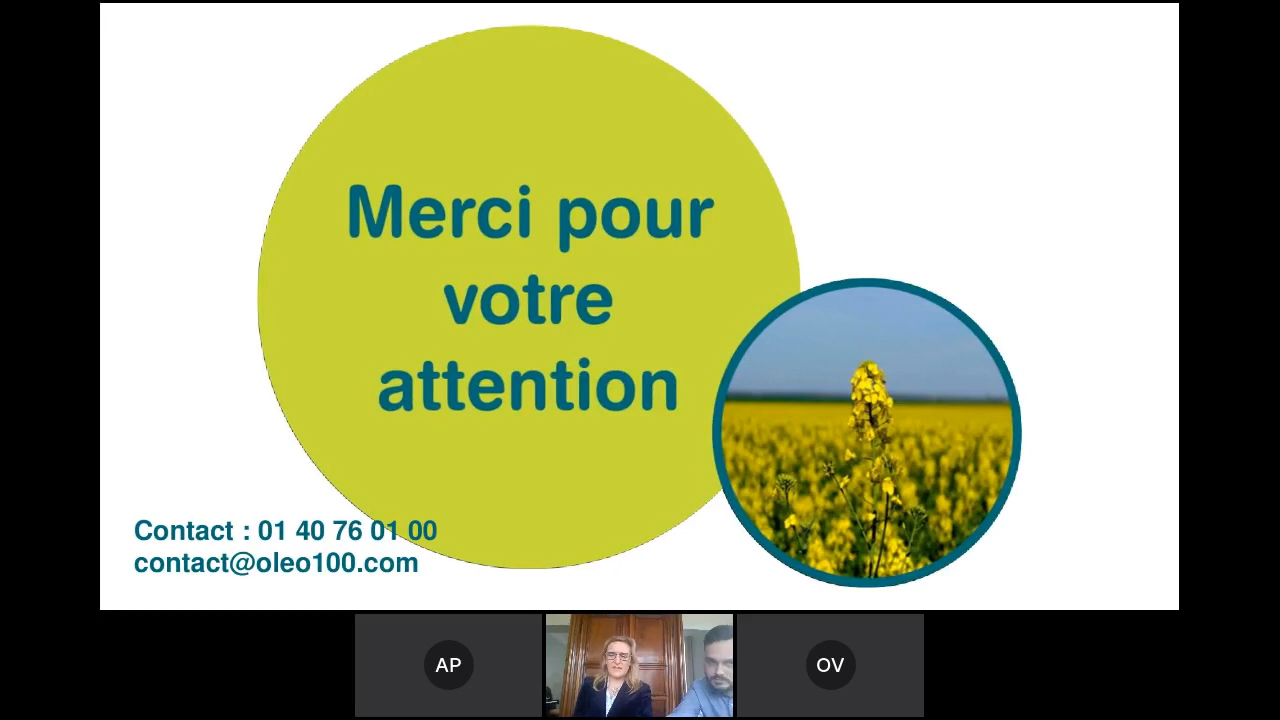 Merci pour
votre
attention
Contact : 01 40 76 01 00
contact@oleo100.com
AP
OV